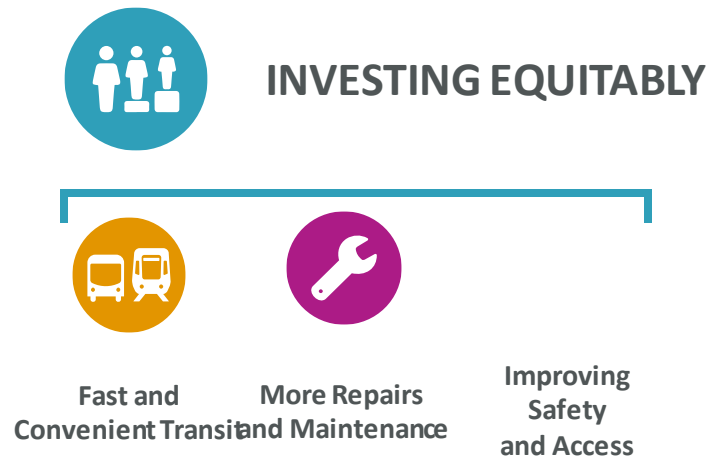 INVESTING EQUITABLY
Fast and
Convenient Transit
More Repairs
and Maintenance
Improving
Safety
and Access